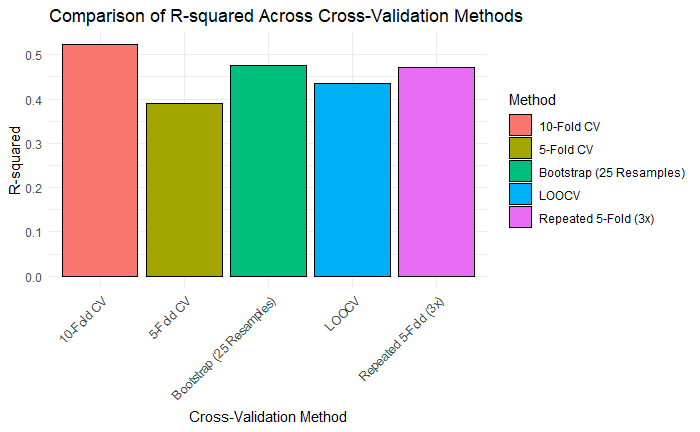 Comparison of R-squared Across Cross-Validation Methods
R-squared
0.5
0.4
0.3
0.2
0.1
0.0
10-Fold CV
5-Fold CV
Bootstrap (25 Resamples)
LOOCV
Repeated 5-Fold (3x)
Cross-Validation Method
Method
10-Fold CV
5-Fold CV
Bootstrap (25 Resamples)
LOOCV
Repeated 5-Fold (3x)